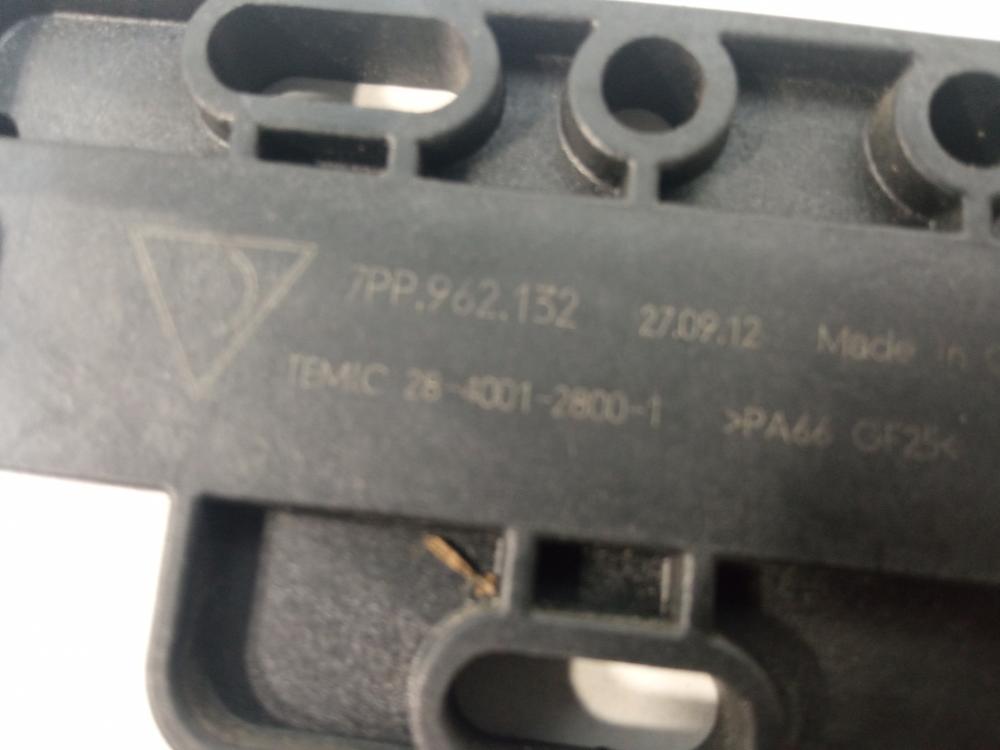 7PP.962.132 27.09.12 Made in
TEMIC 28-4001-2800-1 >PA66 GF25<